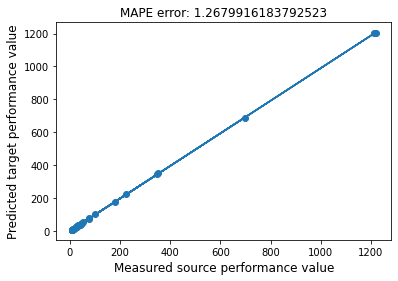 MAPE error: 1.2679916183792523
Predicted target performance value
1200
1000
800
600
400
200
0
0 200 400 600 800 1000 1200
Measured source performance value